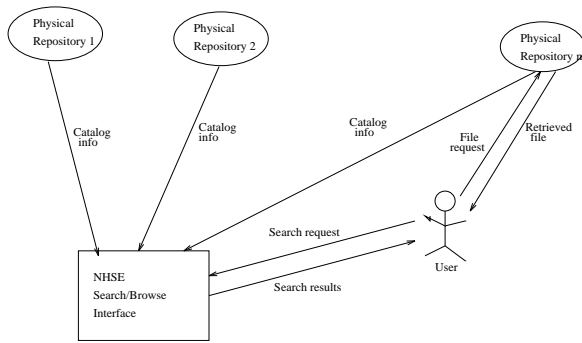 Physical
Repository 1
Physical
Repository 2
Physical
Repository n
Catalog
info
Catalog
info
Catalog
info
File
request
Retrieved
file
Search request
User
NHSE
Search/Browse
Interface
Search results